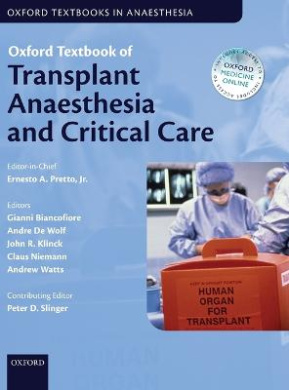 OXFORD TEXTBOOKS IN ANAESTHESIA
Oxford Textbook of
Transplant
Anaesthesia
and Critical Care
OXFORD
MEDICINE
ONLINE
Editor-in-Chief
Ernesto A. Pretto, Jr.
Editors
Gianni Biancofiore
Andre De Wolf
John R. Klinck
Claus Niemann
Andrew Watts
Contributing Editor
Peter D. Slinger
HUMAN
ORGAN FOR
TRANSPLANT
HUMAN
OXFORD